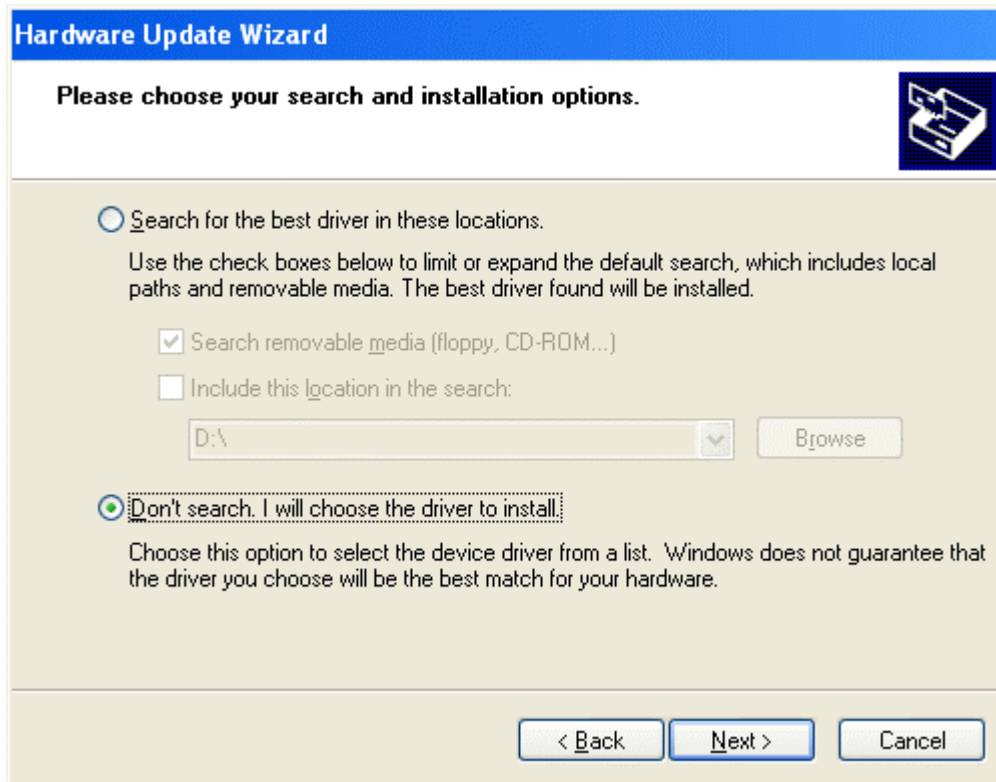 Hardware Update Wizard
Please choose your search and installation options.
Search for the best driver in these locations.
Use the check boxes below to limit or expand the default search, which includes local
paths and removable media. The best driver found will be installed.
Search removable media (floppy, CD-ROM...)
Include this location in the search:
D:\
Browse
Don't search. I will choose the driver to install.
Choose this option to select the device driver from a list. Windows does not guarantee that
the driver you choose will be the best match for your hardware.
< Back Next > Cancel